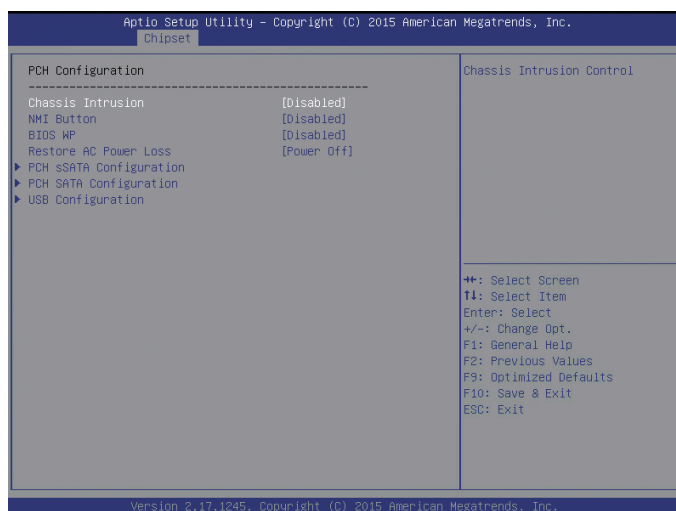 Aptio Setup Utility – Copyright (C) 2015 American Megatrends, Inc.
Chipset
PCH Configuration
------------------------------------------------
Chassis Intrusion [Disabled]
NMI Button [Disabled]
BIOS WP [Disabled]
Restore AC Power Loss [Power Off]
▶ PCH sSATA Configuration
▶ PCH SATA Configuration
▶ USB Configuration
Chassis Intrusion Control
→←: Select Screen
↑↓: Select Item
Enter: Select
+/-: Change Opt.
F1: General Help
F2: Previous Values
F9: Optimized Defaults
F10: Save & Exit
ESC: Exit
Version 2.17.1245. Copyright (C) 2015 American Megatrends, Inc.